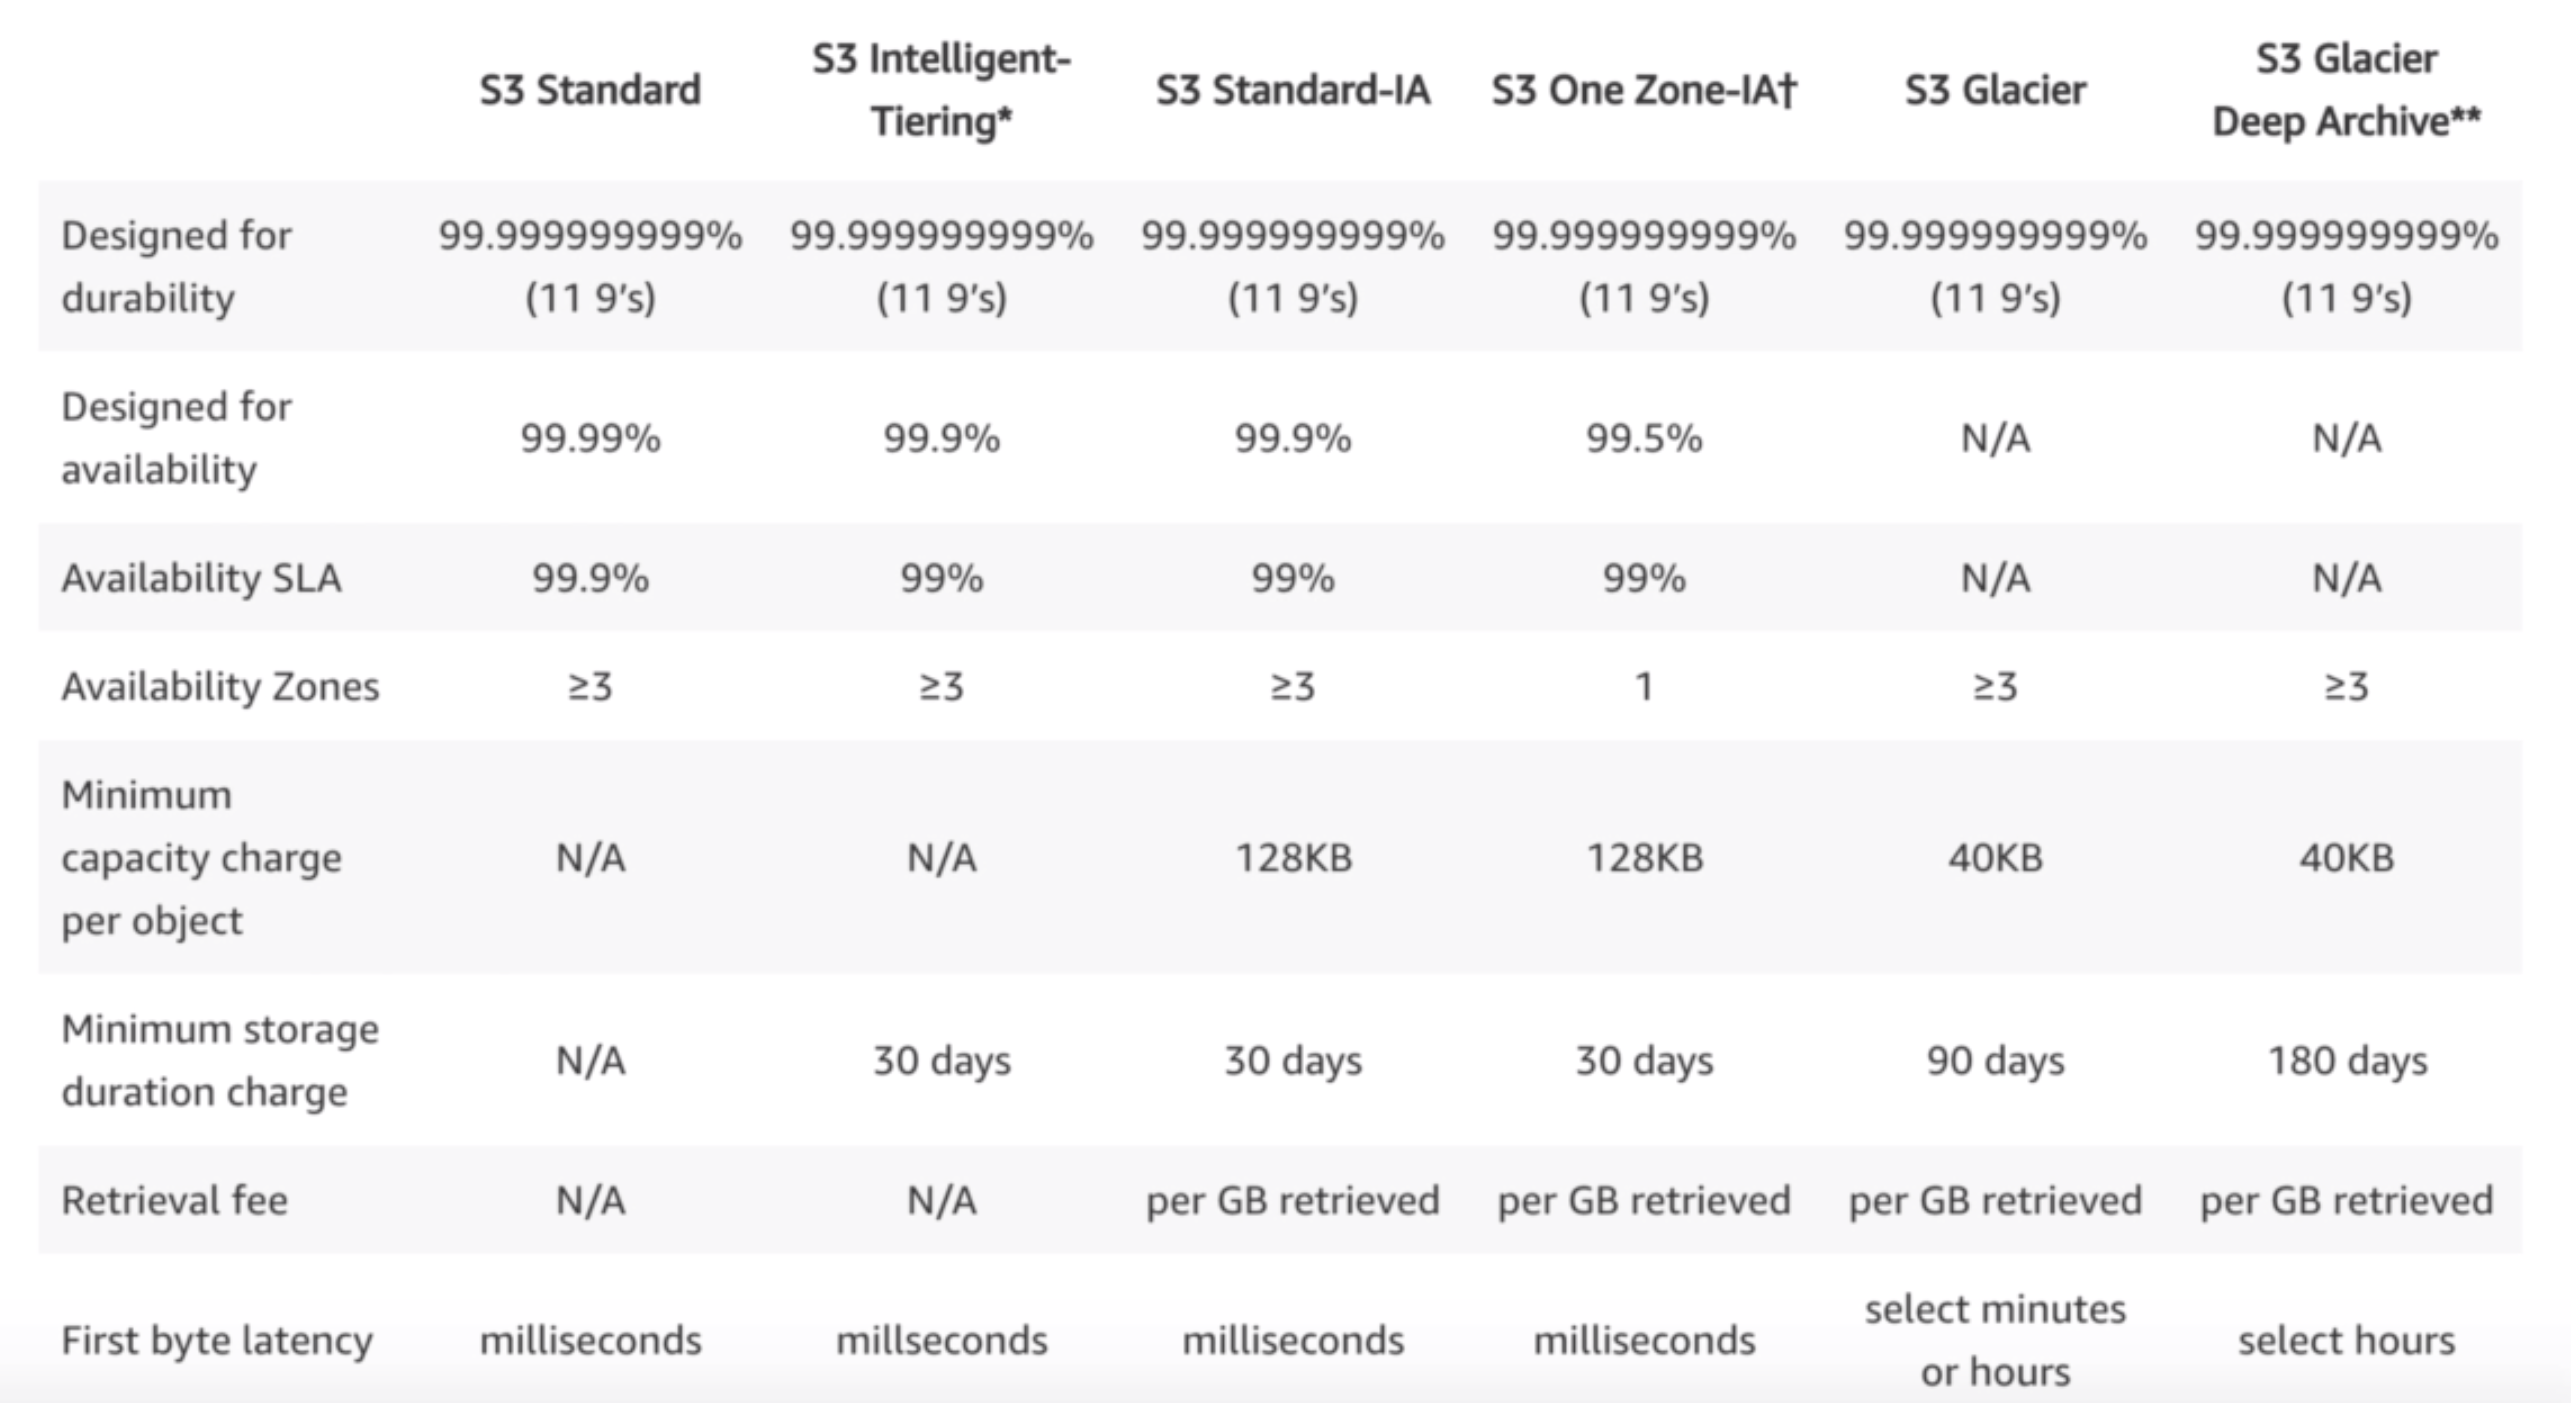 S3 Standard S3 Intelligent-Tiering* S3 Standard-IA S3 One Zone-IA† S3 Glacier S3 Glacier Deep Archive**
Designed for durability 99.999999999% (11 9’s) 99.999999999% (11 9’s) 99.999999999% (11 9’s) 99.999999999% (11 9’s) 99.999999999% (11 9’s) 99.999999999% (11 9’s)
Designed for availability 99.99% 99.9% 99.9% 99.5% N/A N/A
Availability SLA 99.9% 99% 99% 99% N/A N/A
Availability Zones ≥3 ≥3 ≥3 1 ≥3 ≥3
Minimum capacity charge per object N/A N/A 128KB 128KB 40KB 40KB
Minimum storage duration charge N/A 30 days 30 days 30 days 90 days 180 days
Retrieval fee N/A N/A per GB retrieved per GB retrieved per GB retrieved per GB retrieved
First byte latency milliseconds millseconds milliseconds milliseconds select minutes or hours select hours